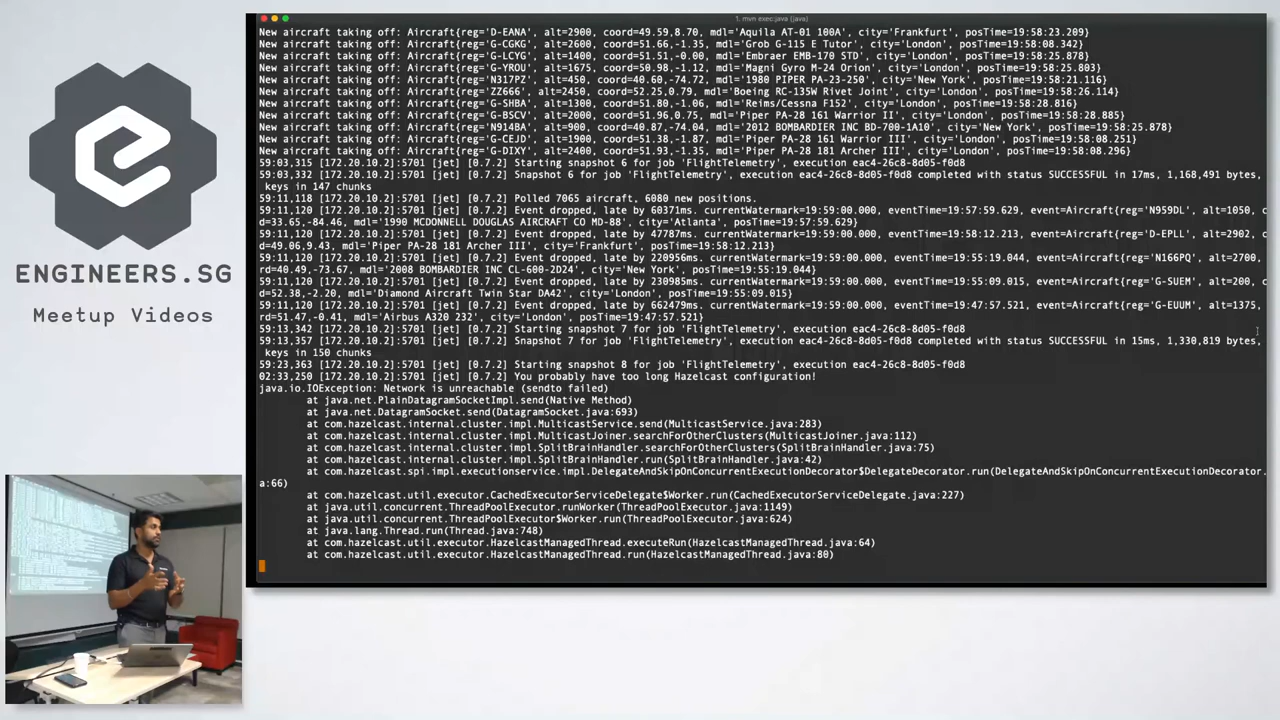 1. mvn exec:java (java)
New aircraft taking off: Aircraft{reg='D-EANA', alt=2900, coord=49.59,8.70, mdl='Aquila AT-01 100A', city='Frankfurt', posTime=19:58:23.209}
New aircraft taking off: Aircraft{reg='G-CGKG', alt=2600, coord=51.66,-1.35, mdl='Grob G-115 E Tutor', city='London', posTime=19:58:08.342}
New aircraft taking off: Aircraft{reg='G-LCYG', alt=1400, coord=51.51,-0.00, mdl='Embraer EMB-170 STD', city='London', posTime=19:58:25.878}
New aircraft taking off: Aircraft{reg='G-YROU', alt=1675, coord=50.98,-1.12, mdl='Magni Gyro M-24 Orion', city='London', posTime=19:58:25.803}
New aircraft taking off: Aircraft{reg='N317PZ', alt=450, coord=40.60,-74.72, mdl='1980 PIPER PA-23-250', city='New York', posTime=19:58:21.116}
New aircraft taking off: Aircraft{reg='ZZ666', alt=2450, coord=52.25,0.79, mdl='Boeing RC-135W Rivet Joint', city='London', posTime=19:58:26.114}
New aircraft taking off: Aircraft{reg='G-SHBA', alt=1300, coord=51.80,-1.06, mdl='Reims/Cessna F152', city='London', posTime=19:58:28.816}
New aircraft taking off: Aircraft{reg='G-BSCV', alt=2000, coord=51.96,0.75, mdl='Piper PA-28 161 Warrior II', city='London', posTime=19:58:28.885}
New aircraft taking off: Aircraft{reg='N914BA', alt=900, coord=40.87,-74.04, mdl='2012 BOMBARDIER INC BD-700-1A10', city='New York', posTime=19:58:25.878}
New aircraft taking off: Aircraft{reg='G-CEJD', alt=1900, coord=51.38,-1.87, mdl='Piper PA-28 161 Warrior III', city='London', posTime=19:58:08.251}
New aircraft taking off: Aircraft{reg='G-DIXY', alt=2400, coord=51.93,-1.35, mdl='Piper PA-28 181 Archer III', city='London', posTime=19:58:08.296}
59:03,315 [172.20.10.2]:5701 [jet] [0.7.2] Starting snapshot 6 for job 'FlightTelemetry', execution eac4-26c8-8d05-f0d8
59:03,332 [172.20.10.2]:5701 [jet] [0.7.2] Snapshot 6 for job 'FlightTelemetry', execution eac4-26c8-8d05-f0d8 completed with status SUCCESSFUL in 17ms, 1,168,491 bytes,
keys in 147 chunks
59:11,118 [172.20.10.2]:5701 [jet] [0.7.2] Polled 7065 aircraft, 6080 new positions.
59:11,120 [172.20.10.2]:5701 [jet] [0.7.2] Event dropped, late by 60371ms. currentWatermark=19:59:00.000, eventTime=19:57:59.629, event=Aircraft{reg='N959DL', alt=1050, c
d=33.65,-84.46, mdl='1990 MCDONNELL DOUGLAS AIRCRAFT CO MD-88', city='Atlanta', posTime=19:57:59.629}
59:11,120 [172.20.10.2]:5701 [jet] [0.7.2] Event dropped, late by 47787ms. currentWatermark=19:59:00.000, eventTime=19:58:12.213, event=Aircraft{reg='D-EPLL', alt=2902, c
d=49.06,9.43, mdl='Piper PA-28 181 Archer III', city='Frankfurt', posTime=19:58:12.213}
59:11,120 [172.20.10.2]:5701 [jet] [0.7.2] Event dropped, late by 220956ms. currentWatermark=19:59:00.000, eventTime=19:55:19.044, event=Aircraft{reg='N166PQ', alt=2700,
rd=40.49,-73.67, mdl='2008 BOMBARDIER INC CL-600-2D24', city='New York', posTime=19:55:19.044}
59:11,120 [172.20.10.2]:5701 [jet] [0.7.2] Event dropped, late by 230985ms. currentWatermark=19:59:00.000, eventTime=19:55:09.015, event=Aircraft{reg='G-SUEM', alt=200, c
d=52.38,-2.20, mdl='Diamond Aircraft Twin Star DA42', city='London', posTime=19:55:09.015}
59:11,120 [172.20.10.2]:5701 [jet] [0.7.2] Event dropped, late by 662479ms. currentWatermark=19:59:00.000, eventTime=19:47:57.521, event=Aircraft{reg='G-EUUM', alt=1375,
rd=51.47,-0.41, mdl='Airbus A320 232', city='London', posTime=19:47:57.521}
59:13,342 [172.20.10.2]:5701 [jet] [0.7.2] Starting snapshot 7 for job 'FlightTelemetry', execution eac4-26c8-8d05-f0d8
59:13,357 [172.20.10.2]:5701 [jet] [0.7.2] Snapshot 7 for job 'FlightTelemetry', execution eac4-26c8-8d05-f0d8 completed with status SUCCESSFUL in 15ms, 1,330,819 bytes,
keys in 150 chunks
59:23,363 [172.20.10.2]:5701 [jet] [0.7.2] Starting snapshot 8 for job 'FlightTelemetry', execution eac4-26c8-8d05-f0d8
02:33,250 [172.20.10.2]:5701 [jet] [0.7.2] You probably have too long Hazelcast configuration!
java.io.IOException: Network is unreachable (sendto failed)
at java.net.PlainDatagramSocketImpl.send(Native Method)
at java.net.DatagramSocket.send(DatagramSocket.java:693)
at com.hazelcast.internal.cluster.impl.MulticastService.send(MulticastService.java:283)
at com.hazelcast.internal.cluster.impl.MulticastJoiner.searchForOtherClusters(MulticastJoiner.java:112)
at com.hazelcast.internal.cluster.impl.SplitBrainHandler.searchForOtherClusters(SplitBrainHandler.java:75)
at com.hazelcast.internal.cluster.impl.SplitBrainHandler.run(SplitBrainHandler.java:42)
at com.hazelcast.spi.impl.executionservice.impl.DelegateAndSkipOnConcurrentExecutionDecorator$DelegateDecorator.run(DelegateAndSkipOnConcurrentExecutionDecorator.
a:66)
at com.hazelcast.util.executor.CachedExecutorServiceDelegate$Worker.run(CachedExecutorServiceDelegate.java:227)
at java.util.concurrent.ThreadPoolExecutor.runWorker(ThreadPoolExecutor.java:1149)
at java.util.concurrent.ThreadPoolExecutor$Worker.run(ThreadPoolExecutor.java:624)
at java.lang.Thread.run(Thread.java:748)
at com.hazelcast.util.executor.HazelcastManagedThread.executeRun(HazelcastManagedThread.java:64)
at com.hazelcast.util.executor.HazelcastManagedThread.run(HazelcastManagedThread.java:80)
ENGINEERS.SG
Meetup Videos